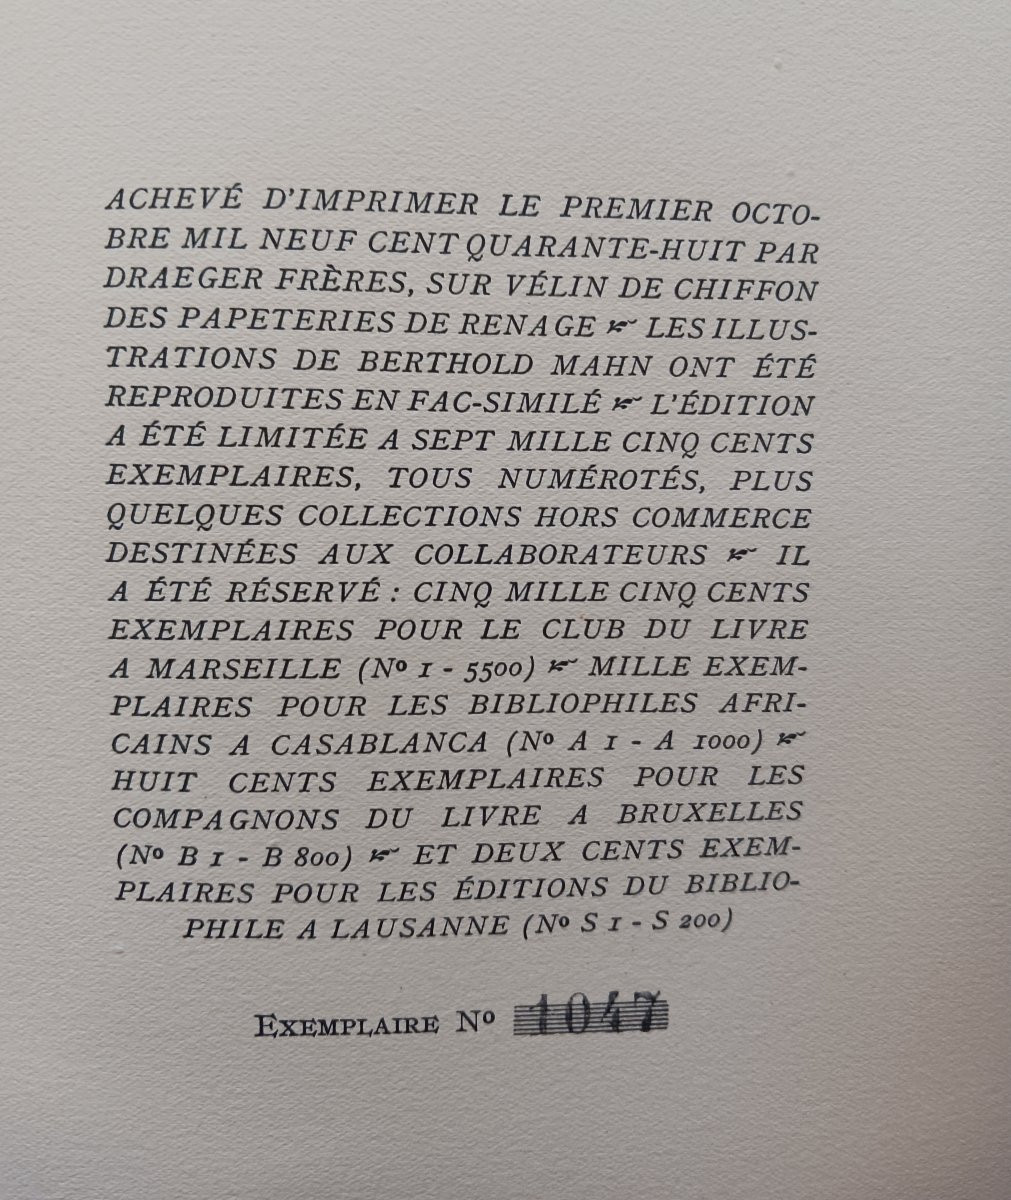 ACHEVÉ D'IMPRIMER LE PREMIER OCTO-
BRE MIL NEUF CENT QUARANTE-HUIT PAR
DRAEGER FRÈRES, SUR VÉLIN DE CHIFFON
DES PAPETERIES DE RENAGE LES ILLUS-
TRATIONS DE BERTHOLD MAHN ONT ÉTÉ
REPRODUITES EN FAC-SIMILÉ L'ÉDITION
A ÉTÉ LIMITÉE A SEPT MILLE CINQ CENTS
EXEMPLAIRES, TOUS NUMÉROTÉS, PLUS
QUELQUES COLLECTIONS HORS COMMERCE
DESTINÉES AUX COLLABORATEURS IL
A ÉTÉ RÉSERVÉ : CINQ MILLE CINQ CENTS
EXEMPLAIRES POUR LE CLUB DU LIVRE
A MARSEILLE (Nº 1 - 5500) MILLE EXEM-
PLAIRES POUR LES BIBLIOPHILES AFRI-
CAINS A CASABLANCA (Nº A 1 - A 1000)
HUIT CENTS EXEMPLAIRES POUR LES
COMPAGNONS DU LIVRE A BRUXELLES
(Nº B 1 - B 800) ET DEUX CENTS EXEM-
PLAIRES POUR LES ÉDITIONS DU BIBLIO-
PHILE A LAUSANNE (Nº S 1 - S 200)
EXEMPLAIRE Nº 1047